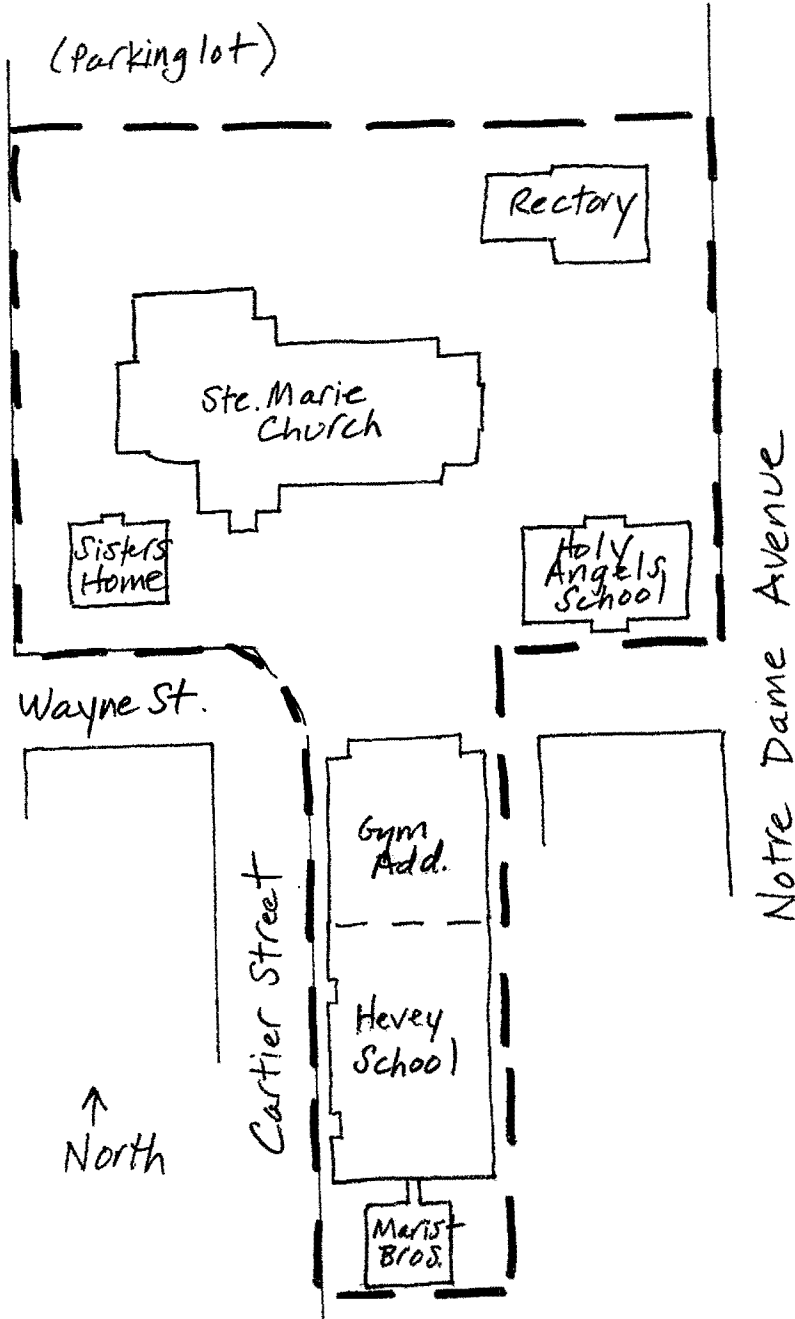 (Parking lot)
Rectory
Ste. Marie
Church
Sisters
Home
Holy
Angels
School
Wayne St.
Notre Dame Avenue
Gym
Add.
Cartier Street
Hevey
School
North
Marist
Bros.